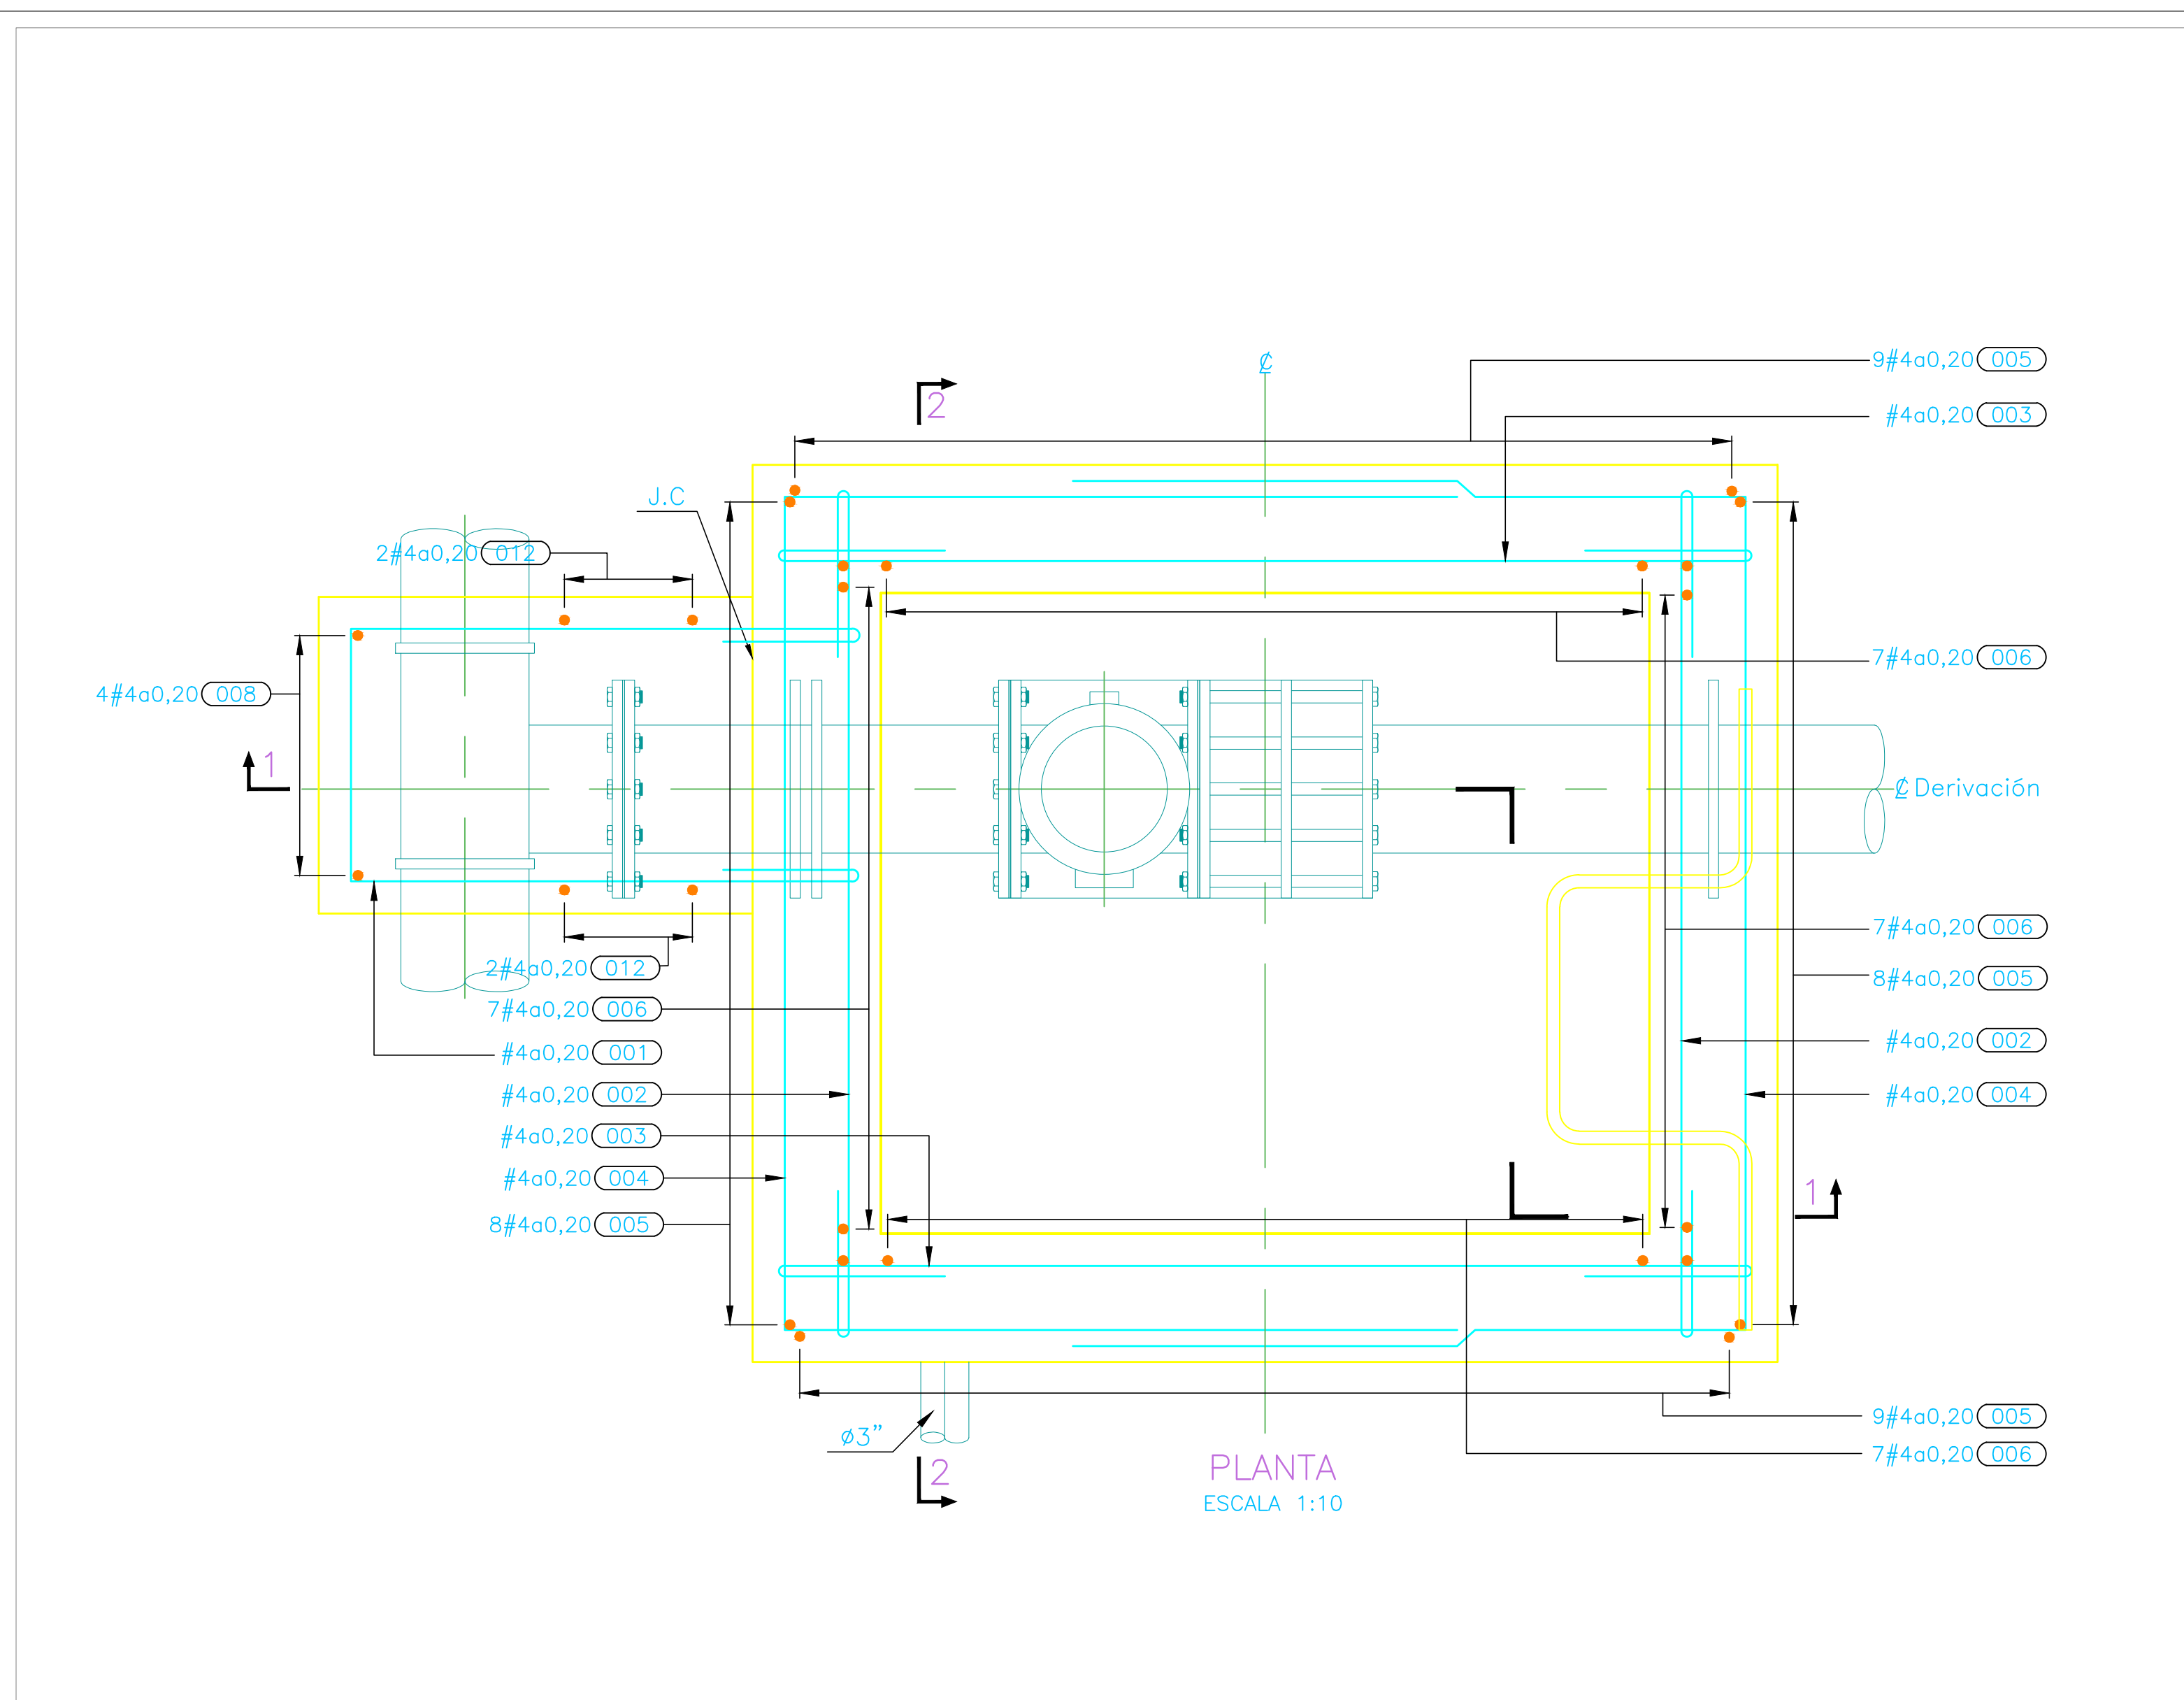 ℄
9#4a0,20 005
2
#4a0,20 003
J.C
2#4a0,20 012
7#4a0,20 006
4#4a0,20 008
1
℄ Derivación
7#4a0,20 006
2#4a0,20 012
8#4a0,20 005
7#4a0,20 006
#4a0,20 002
#4a0,20 001
#4a0,20 002
#4a0,20 004
#4a0,20 003
#4a0,20 004
1
8#4a0,20 005
9#4a0,20 005
ø3”
7#4a0,20 006
2
PLANTA
ESCALA 1:10